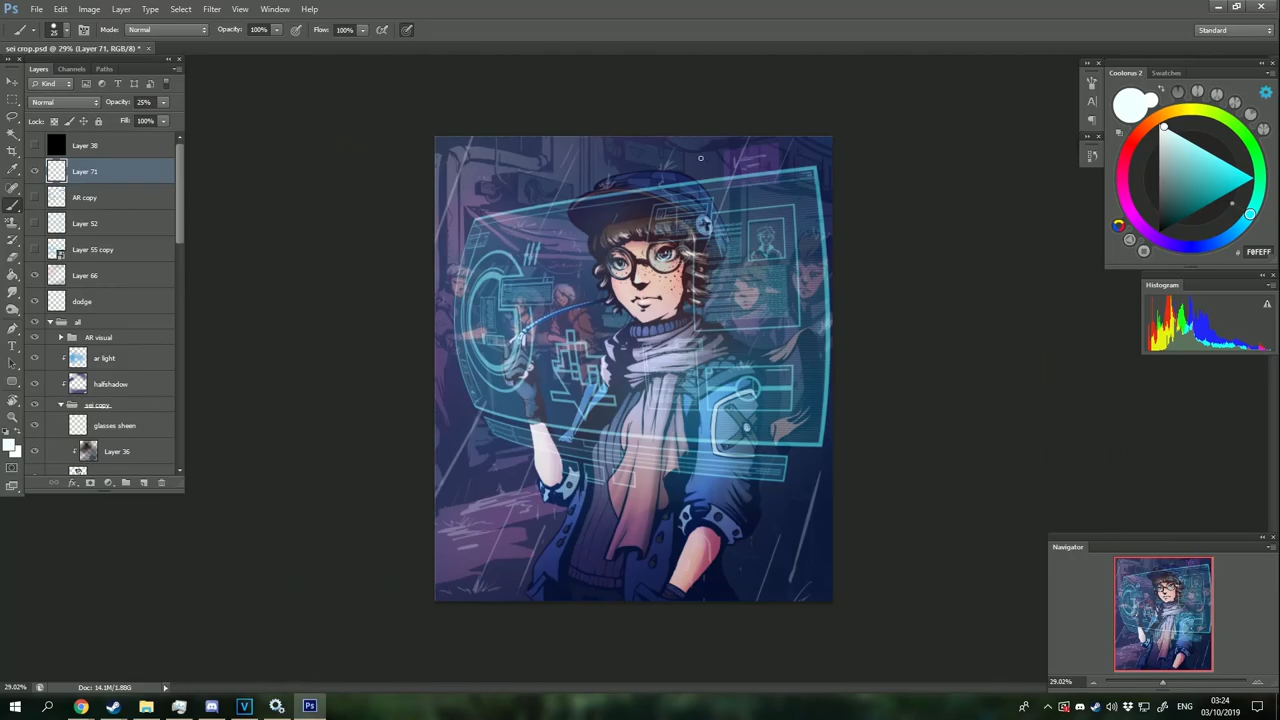 Ps File Edit Image Layer Type Select Filter View Window Help
25 Mode: Normal Opacity: 100% Flow: 100% Standard
sei crop.psd @ 29% (Layer 71, RGB/8) *
Layers Channels Paths
Kind
Normal Opacity: 25%
Lock: Fill: 100%
Layer 38
Layer 71
AR copy
Layer 52
Layer 55 copy
Layer 66
dodge
all
AR visual
ar light
halfshadow
sei copy
glasses sheen
Layer 36
Coolorus 2 Swatches
# F0FEFF
Histogram
Navigator
29.02%
29.02% Doc: 14.1M/1.88G
ENG 03:24
03/10/2019